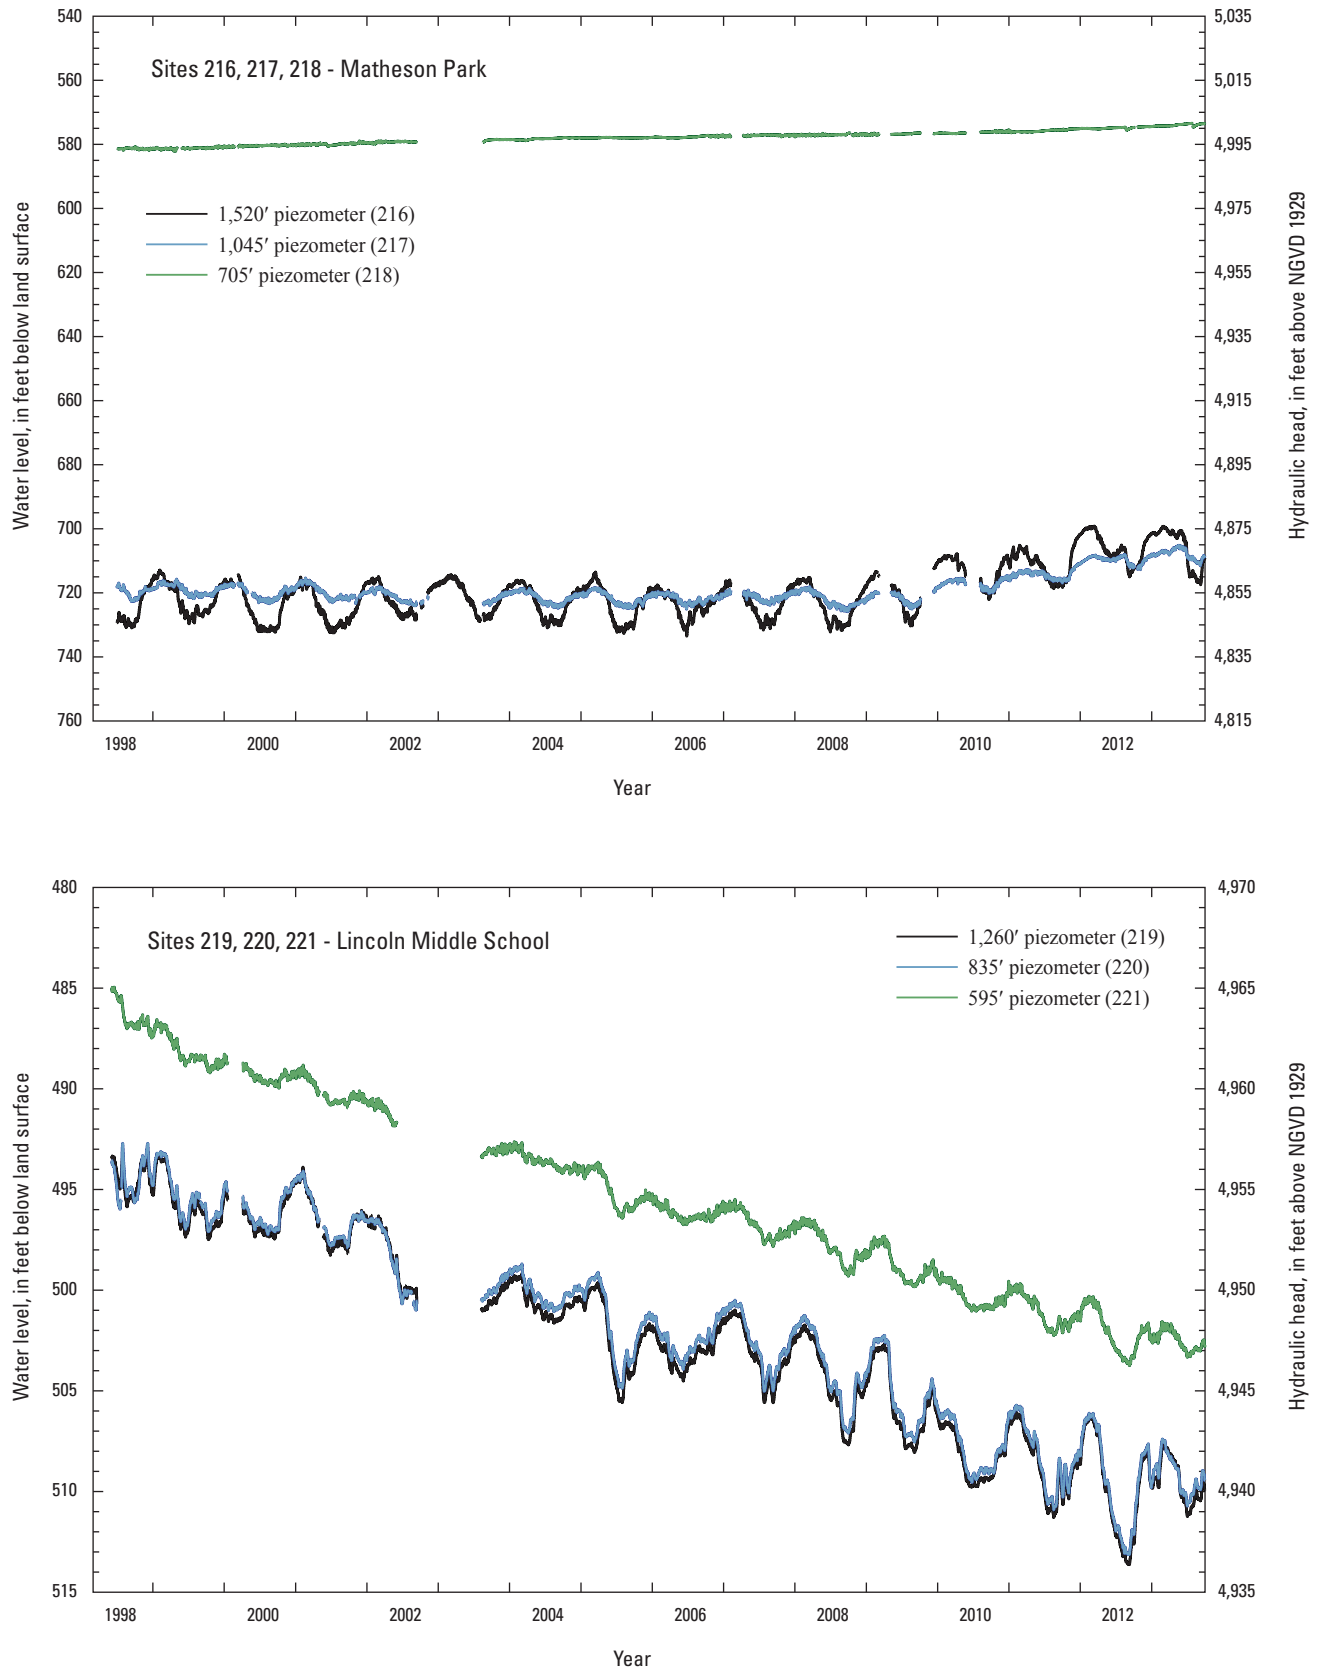 Sites 216, 217, 218 - Matheson Park
1,520′ piezometer (216)
1,045′ piezometer (217)
705′ piezometer (218)
Water level, in feet below land surface
540
560
580
600
620
640
660
680
700
720
740
760
5,035
5,015
4,995
4,975
4,955
4,935
4,915
4,895
4,875
4,855
4,835
4,815
Hydraulic head, in feet above NGVD 1929
1998 2000 2002 2004 2006 2008 2010 2012
Year
Sites 219, 220, 221 - Lincoln Middle School
1,260′ piezometer (219)
835′ piezometer (220)
595′ piezometer (221)
Water level, in feet below land surface
480
485
490
495
500
505
510
515
4,970
4,965
4,960
4,955
4,950
4,945
4,940
4,935
Hydraulic head, in feet above NGVD 1929
1998 2000 2002 2004 2006 2008 2010 2012
Year